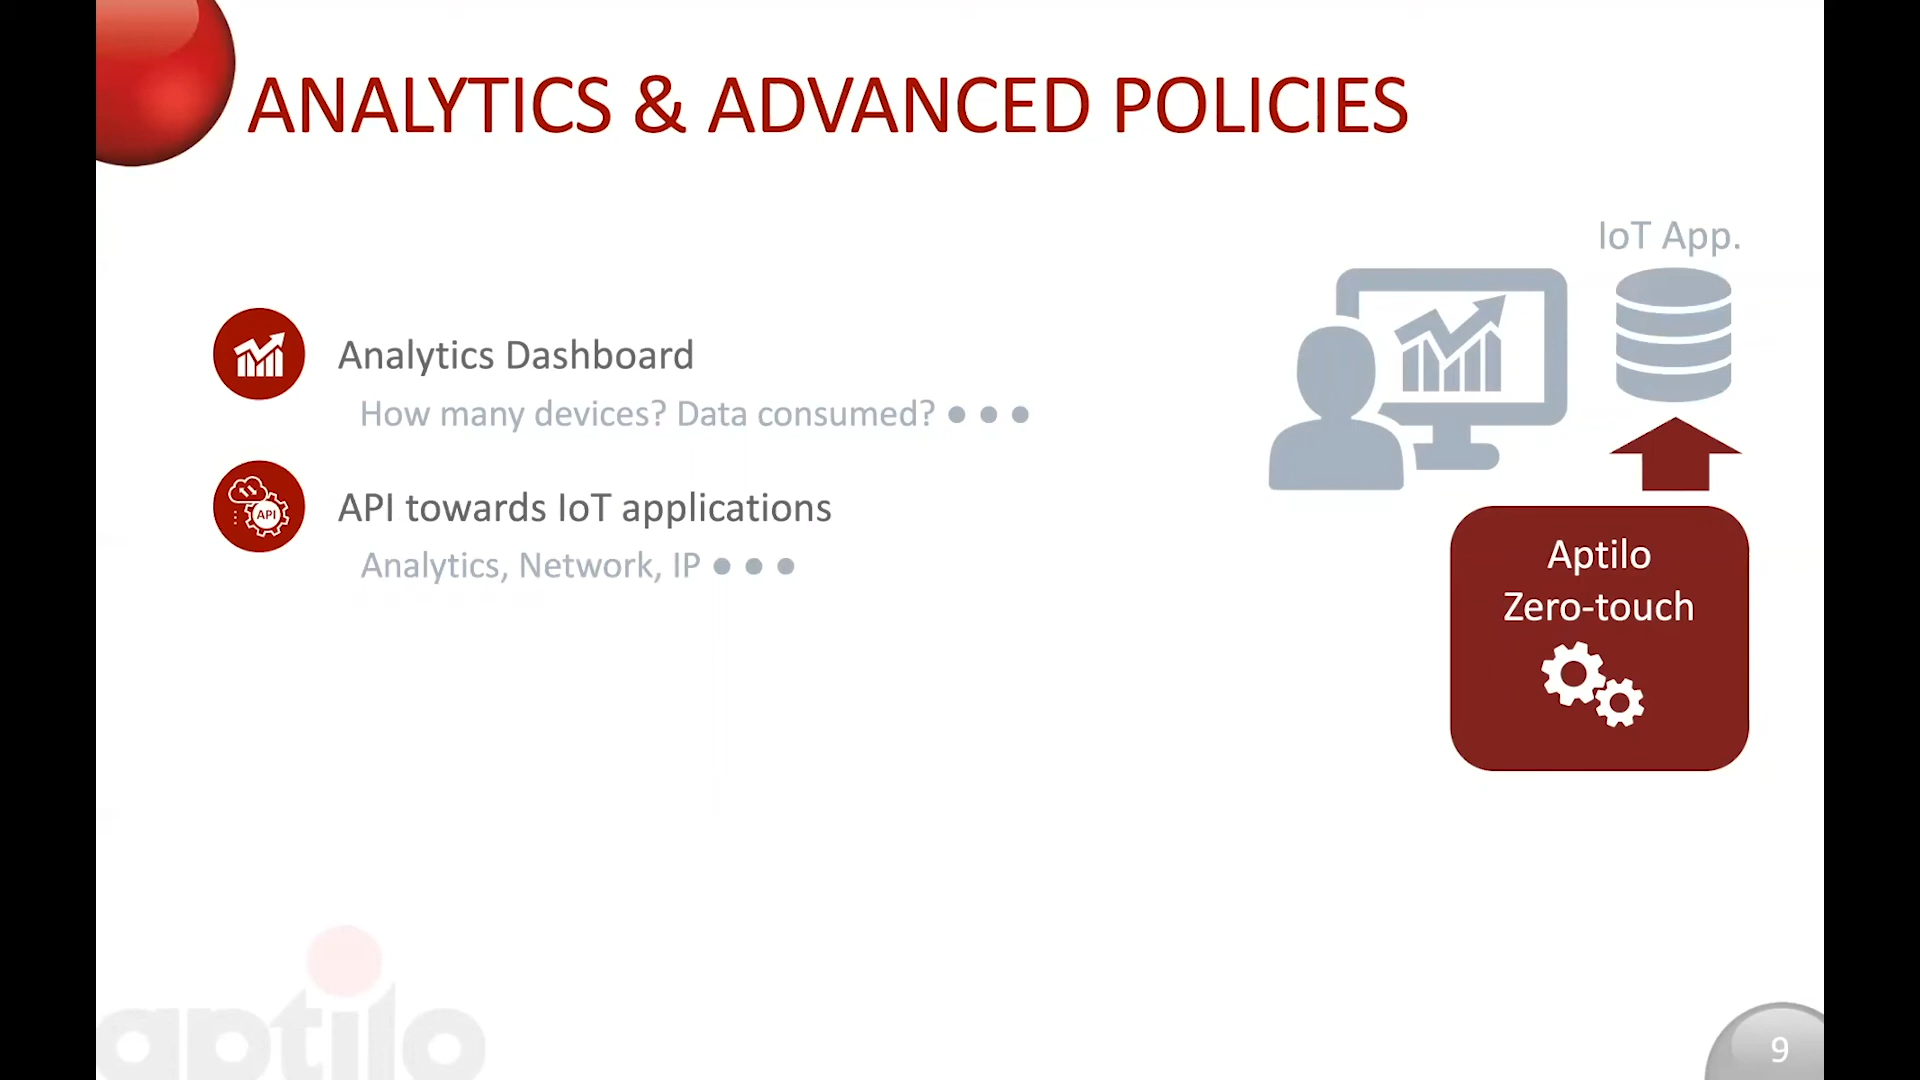 ANALYTICS & ADVANCED POLICIES
IoT App.
Analytics Dashboard
How many devices? Data consumed? ● ● ●
API
API towards IoT applications
Analytics, Network, IP ● ● ●
Aptilo
Zero-touch
aptilo
9